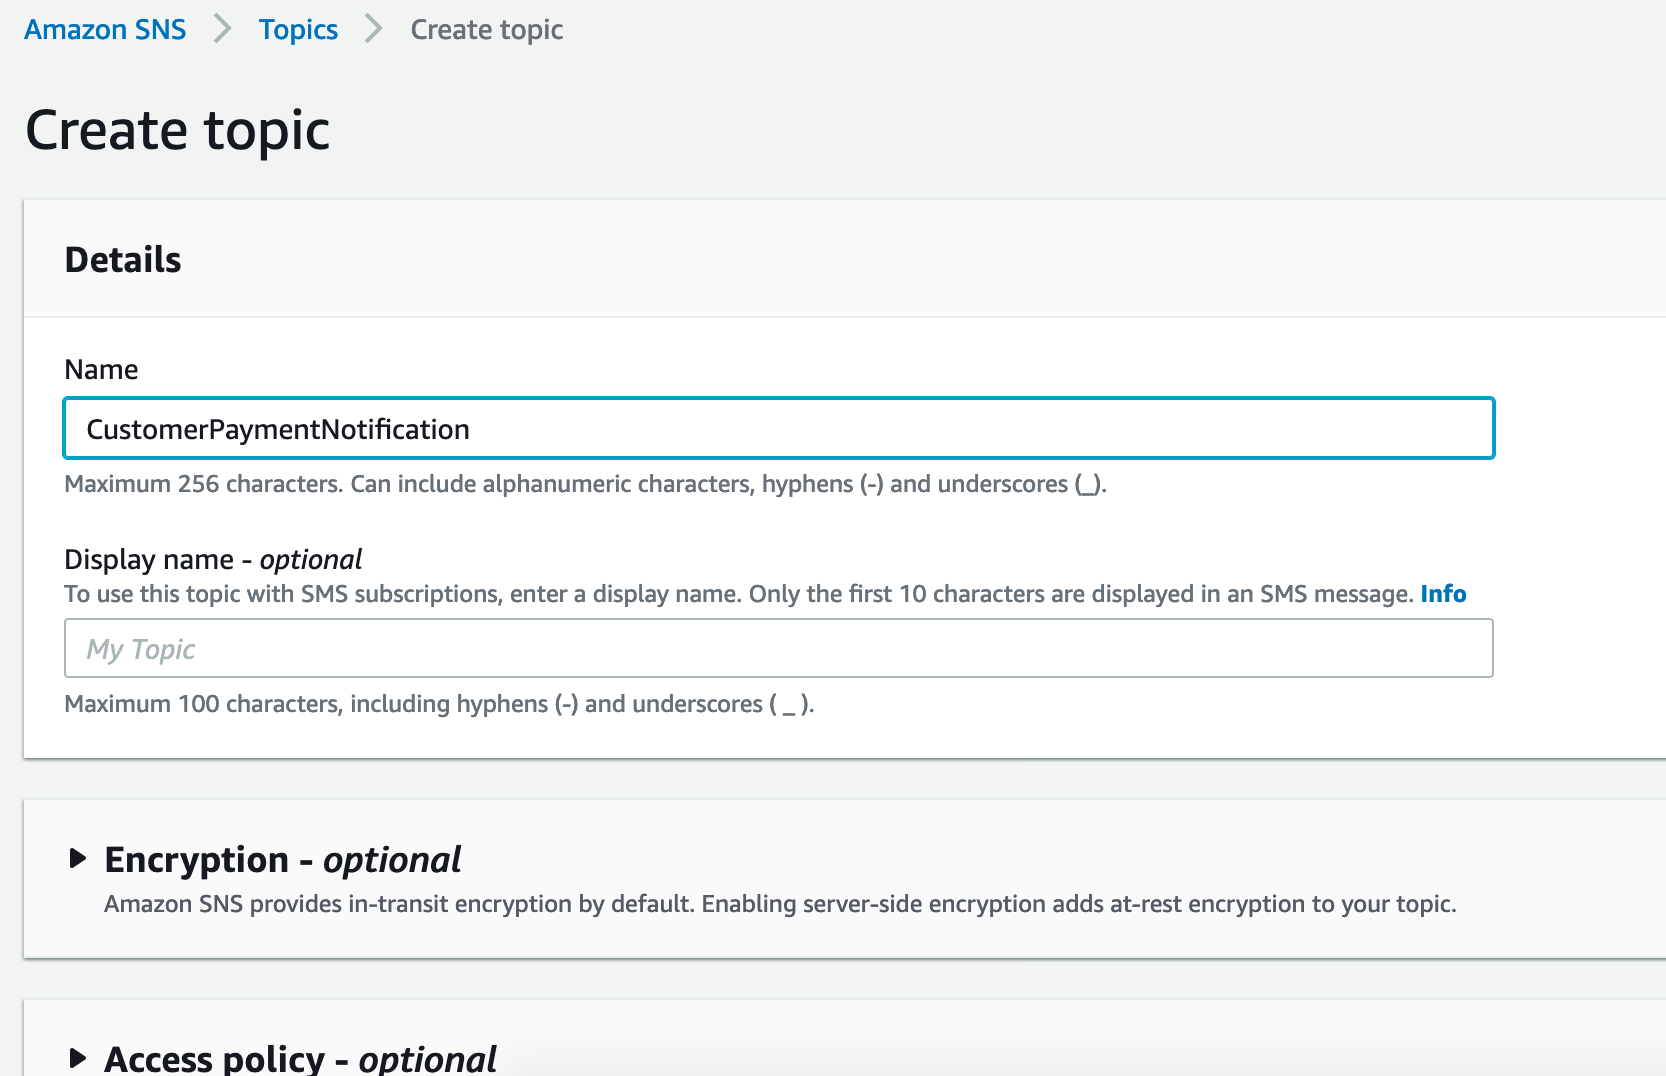 Amazon SNS > Topics > Create topic
Create topic
Details
Name
CustomerPaymentNotification
Maximum 256 characters. Can include alphanumeric characters, hyphens (-) and underscores (_).
Display name - optional
To use this topic with SMS subscriptions, enter a display name. Only the first 10 characters are displayed in an SMS message. Info
My Topic
Maximum 100 characters, including hyphens (-) and underscores ( _ ).
Encryption - optional
Amazon SNS provides in-transit encryption by default. Enabling server-side encryption adds at-rest encryption to your topic.
Access policy - optional